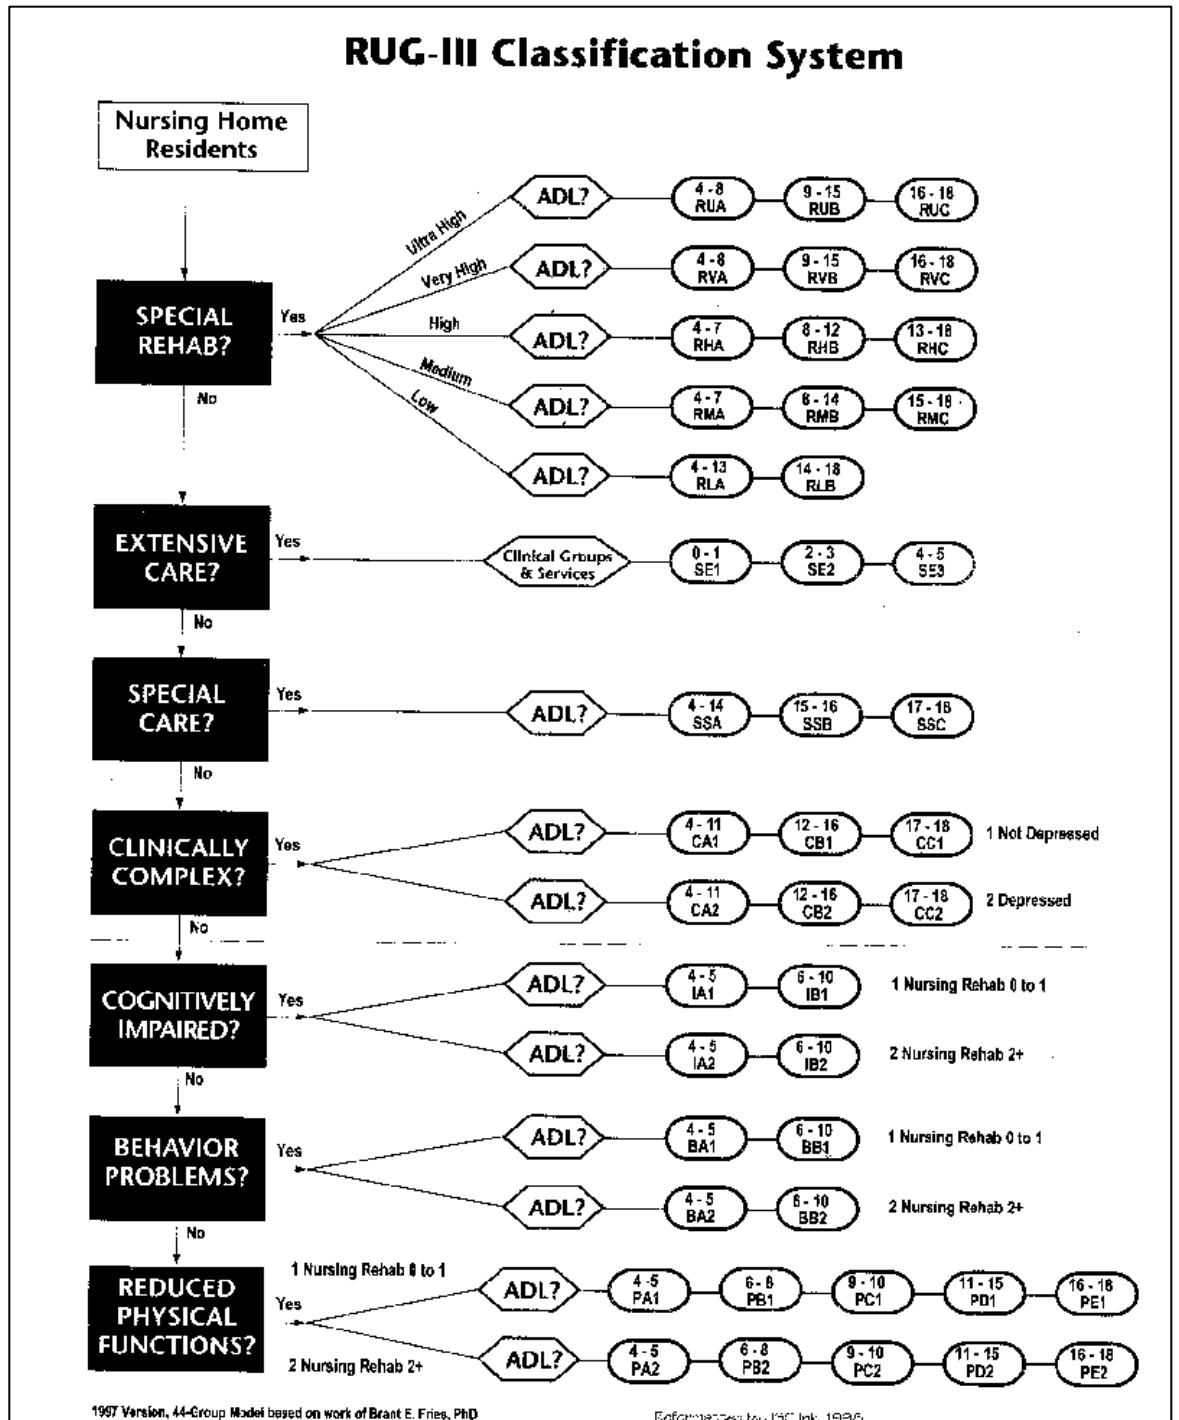 RUG-III Classification System
Nursing Home
Residents
SPECIAL
REHAB?
Yes
No
Ultra High
ADL?
4 - 8
RUA
9 - 15
RUB
16 - 18
RUC
Very High
ADL?
4 - 8
RVA
9 - 15
RVB
16 - 18
RVC
High
ADL?
4 - 7
RHA
8 - 12
RHB
13 - 18
RHC
Medium
ADL?
4 - 7
RMA
8 - 14
RMB
15 - 18
RMC
Low
ADL?
4 - 13
RLA
14 - 18
RLB
EXTENSIVE
CARE?
Yes
No
Clinical Groups
& Services
0 - 1
SE1
2 - 3
SE2
4 - 5
SE3
SPECIAL
CARE?
Yes
No
ADL?
4 - 14
SSA
15 - 16
SSB
17 - 18
SSC
CLINICALLY
COMPLEX?
Yes
No
ADL?
4 - 11
CA1
12 - 16
CB1
17 - 18
CC1
1 Not Depressed
ADL?
4 - 11
CA2
12 - 16
CB2
17 - 18
CC2
2 Depressed
COGNITIVELY
IMPAIRED?
Yes
No
ADL?
4 - 5
IA1
6 - 10
IB1
1 Nursing Rehab 0 to 1
ADL?
4 - 5
IA2
6 - 10
IB2
2 Nursing Rehab 2+
BEHAVIOR
PROBLEMS?
Yes
No
ADL?
4 - 5
BA1
6 - 10
BB1
1 Nursing Rehab 0 to 1
ADL?
4 - 5
BA2
6 - 10
BB2
2 Nursing Rehab 2+
REDUCED
PHYSICAL
FUNCTIONS?
Yes
1 Nursing Rehab 0 to 1
ADL?
4 - 5
PA1
6 - 8
PB1
9 - 10
PC1
11 - 15
PD1
16 - 18
PE1
2 Nursing Rehab 2+
ADL?
4 - 5
PA2
6 - 8
PB2
9 - 10
PC2
11 - 15
PD2
16 - 18
PE2
1997 Version, 44-Group Model based on work of Brant E. Fries, PhD